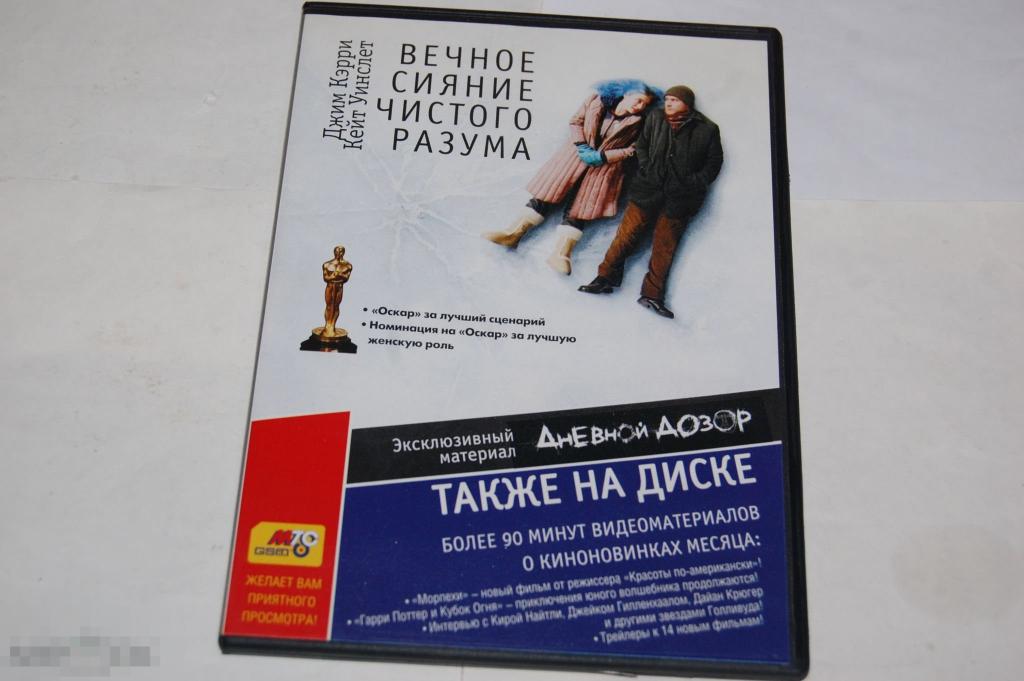 Джим Кэрри
Кейт Уинслет
ВЕЧНОЕ
СИЯНИЕ
ЧИСТОГО
РАЗУМА
• «Оскар» за лучший сценарий
• Номинация на «Оскар» за лучшую
женскую роль
Эксклюзивный
материал
ДНЕВНОЙ ДОЗОР
ТАКЖЕ НА ДИСКЕ
БОЛЕЕ 90 МИНУТ ВИДЕОМАТЕРИАЛОВ
О КИНОНОВИНКАХ МЕСЯЦА:
• «Морпехи» – новый фильм от режиссера «Красоты по-американски»!
• «Гарри Поттер и Кубок Огня» – приключения юного волшебника продолжаются!
• Интервью с Кирой Найтли, Джейком Гилленхаалом, Дайан Крюгер
и другими звездами Голливуда!
• Трейлеры к 14 новым фильмам!
МТС
GSM
ЖЕЛАЕТ ВАМ
ПРИЯТНОГО
ПРОСМОТРА!